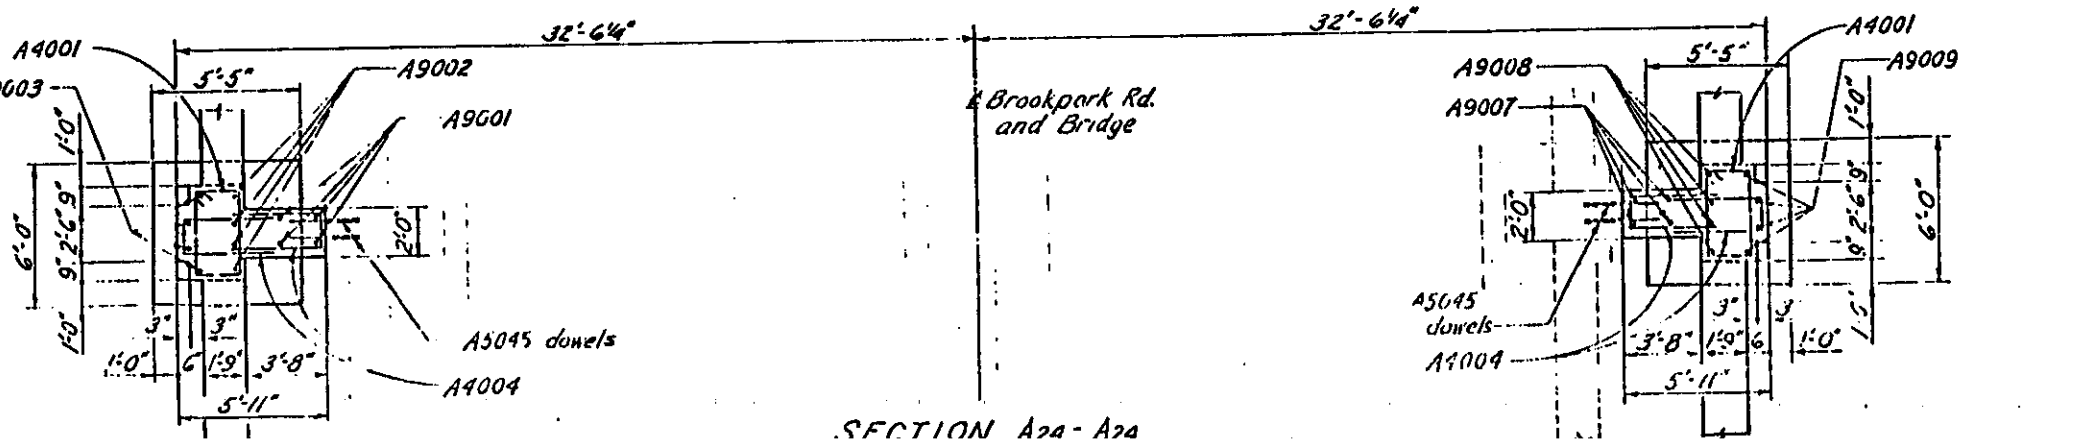 32'-6¼"
32'-6¼"
A4001
5'-5"
A9002
A9001
6'-0"
1'-0"
9"
2'-6"
9"
1'-0"
2'-0"
3"
3"
1'-0"
6"
1'-9"
3'-8"
5'-11"
A5045 dowels
A4004
℄ Brookpark Rd.
and Bridge
A9008
A9007
5'-5"
A4001
A9009
1'-0"
9"
2'-6"
9"
6'-0"
2'-0"
A5045
dowels
A4004
3"
3
3'-8"
1'-9"
6
1'-0"
5'-11"
SECTION A24-A24